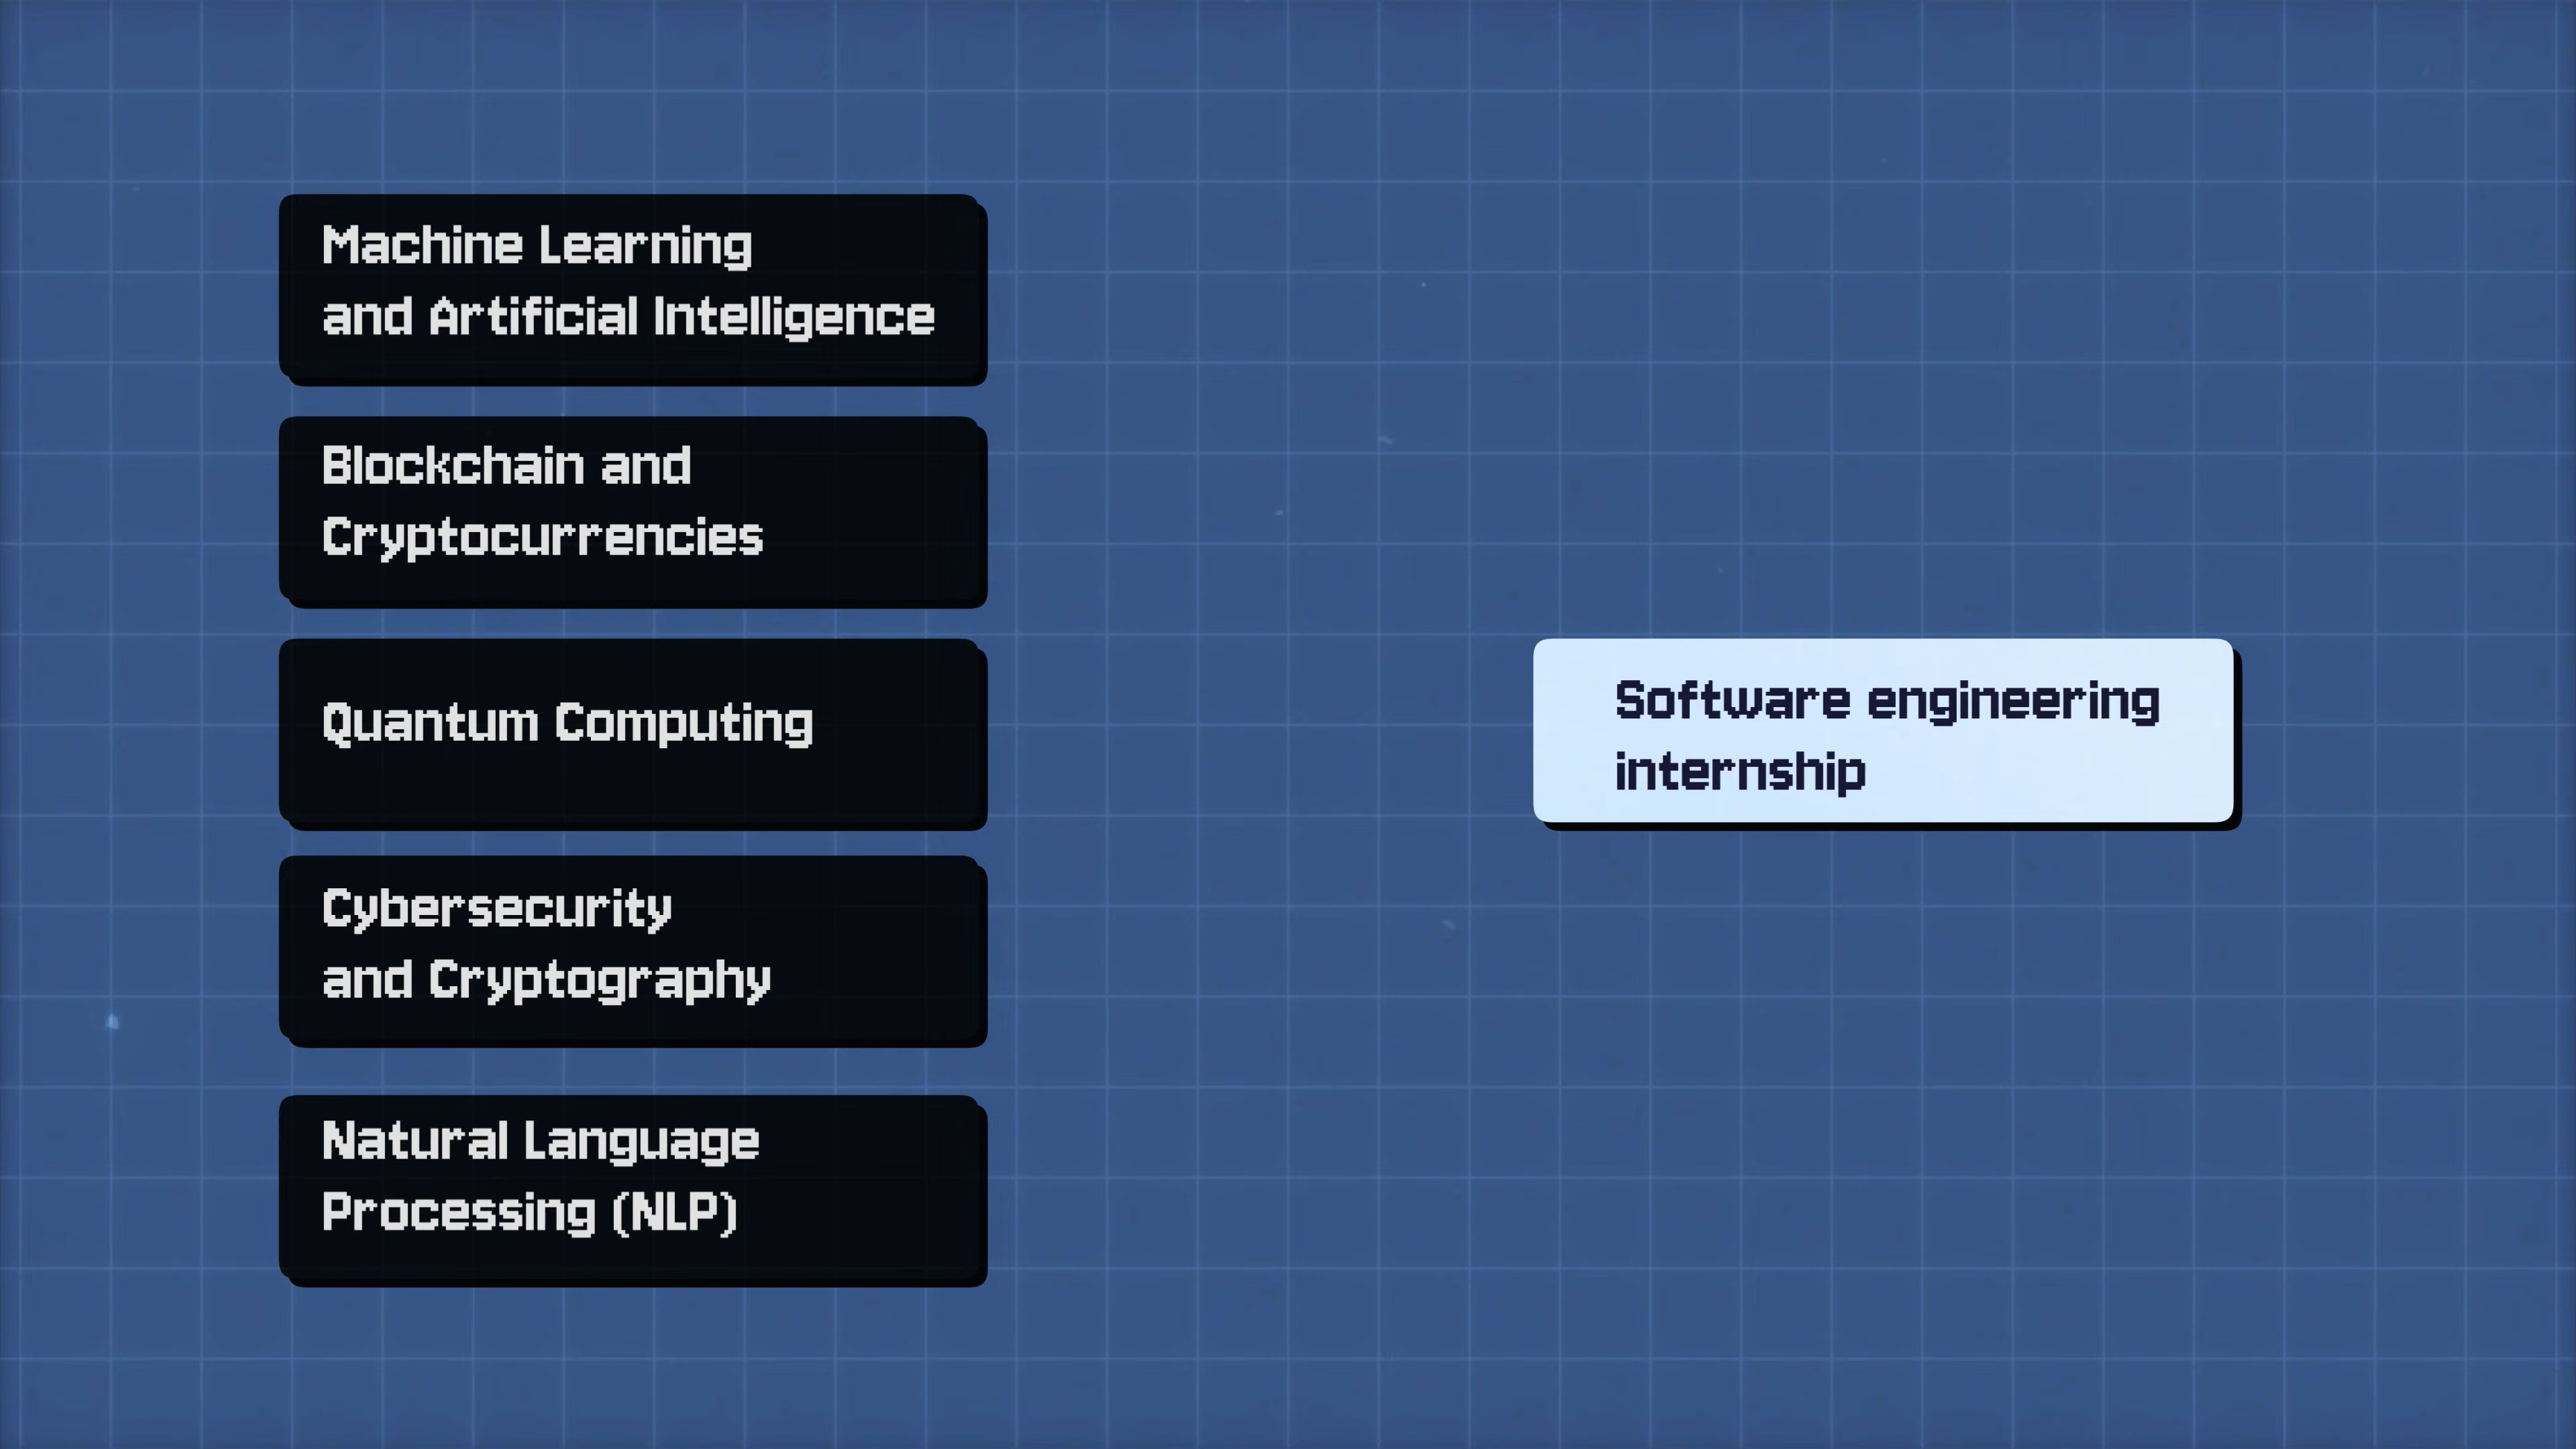 Machine Learning
and Artificial Intelligence
Blockchain and
Cryptocurrencies
Quantum Computing
Cybersecurity
and Cryptography
Natural Language
Processing (NLP)
Software engineering
internship